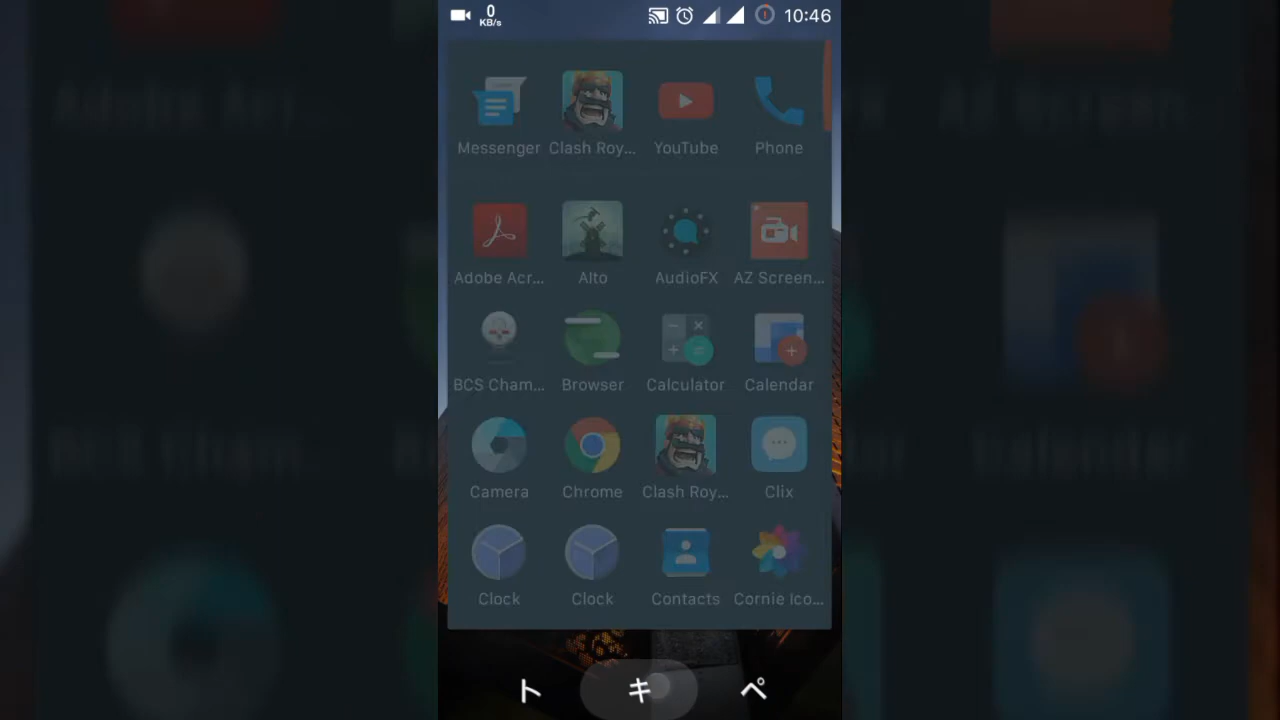 0
KB/s
10:46
Messenger Clash Roy... YouTube Phone
Adobe Acr... Alto AudioFX AZ Screen...
BCS Cham... Browser Calculator Calendar
Camera Chrome Clash Roy... Clix
Clock Clock Contacts Cornie Ico...
ト キ ペ